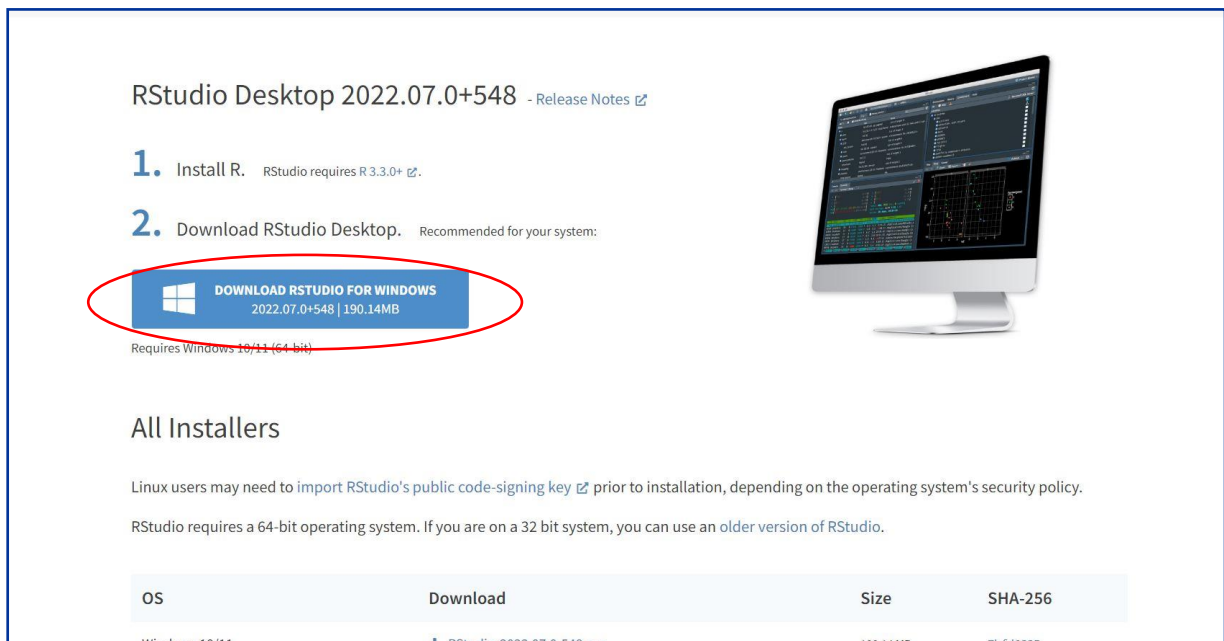 RStudio Desktop 2022.07.0+548 - Release Notes
1. Install R. RStudio requires R 3.3.0+.
2. Download RStudio Desktop. Recommended for your system:
DOWNLOAD RSTUDIO FOR WINDOWS
2022.07.0+548 | 190.14MB
Requires Windows 10/11 (64-bit)
All Installers
Linux users may need to import RStudio's public code-signing key prior to installation, depending on the operating system's security policy.
RStudio requires a 64-bit operating system. If you are on a 32 bit system, you can use an older version of RStudio.
OS Download Size SHA-256